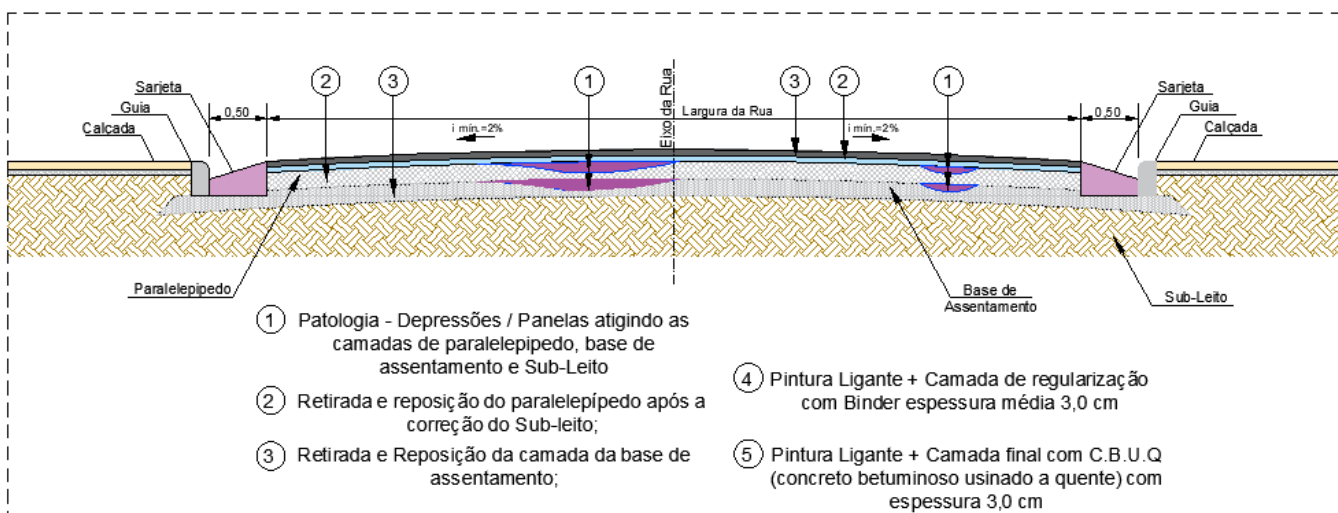 2
3
1
3
2
1
Eixo da Rua
Sarjeta
Guia
Calçada
0,50
Largura da Rua
0,50
Sarjeta
Guia
Calçada
i mín.=2%
i mín.=2%
Paralelepipedo
Base de
Assentamento
Sub-Leito
1 Patologia - Depressões / Panelas atigindo as
camadas de paralelepipedo, base de
assentamento e Sub-Leito
2 Retirada e reposição do paralelepípedo após a
correção do Sub-leito;
3 Retirada e Reposição da camada da base de
assentamento;
4 Pintura Ligante + Camada de regularização
com Binder espessura média 3,0 cm
5 Pintura Ligante + Camada final com C.B.U.Q
(concreto betuminoso usinado a quente) com
espessura 3,0 cm